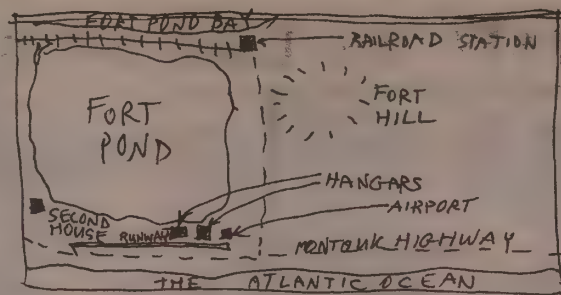 FORT POND BAY
RAILROAD STATION
FORT
HILL
FORT
POND
HANGARS
AIRPORT
SECOND
HOUSE
RUNWAY
MONTAUK HIGHWAY
THE ATLANTIC OCEAN